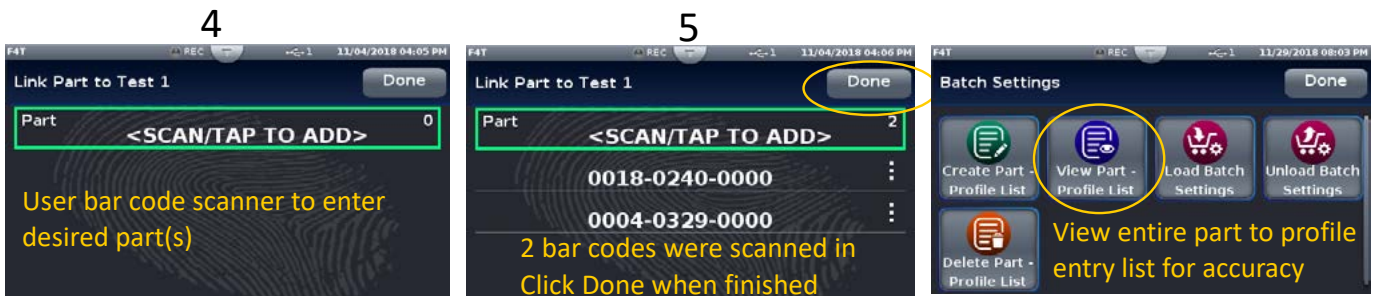 4
F4T REC 1 11/04/2018 04:05 PM
Link Part to Test 1 Done
Part 0
<SCAN/TAP TO ADD>
User bar code scanner to enter
desired part(s)
5
F4T REC 1 11/04/2018 04:06 PM
Link Part to Test 1 Done
Part 2
<SCAN/TAP TO ADD>
0018-0240-0000
0004-0329-0000
2 bar codes were scanned in
Click Done when finished
F4T REC 1 11/29/2018 08:03 PM
Batch Settings Done
Create Part -
Profile List
View Part -
Profile List
Load Batch
Settings
Unload Batch
Settings
Delete Part -
Profile List
View entire part to profile
entry list for accuracy